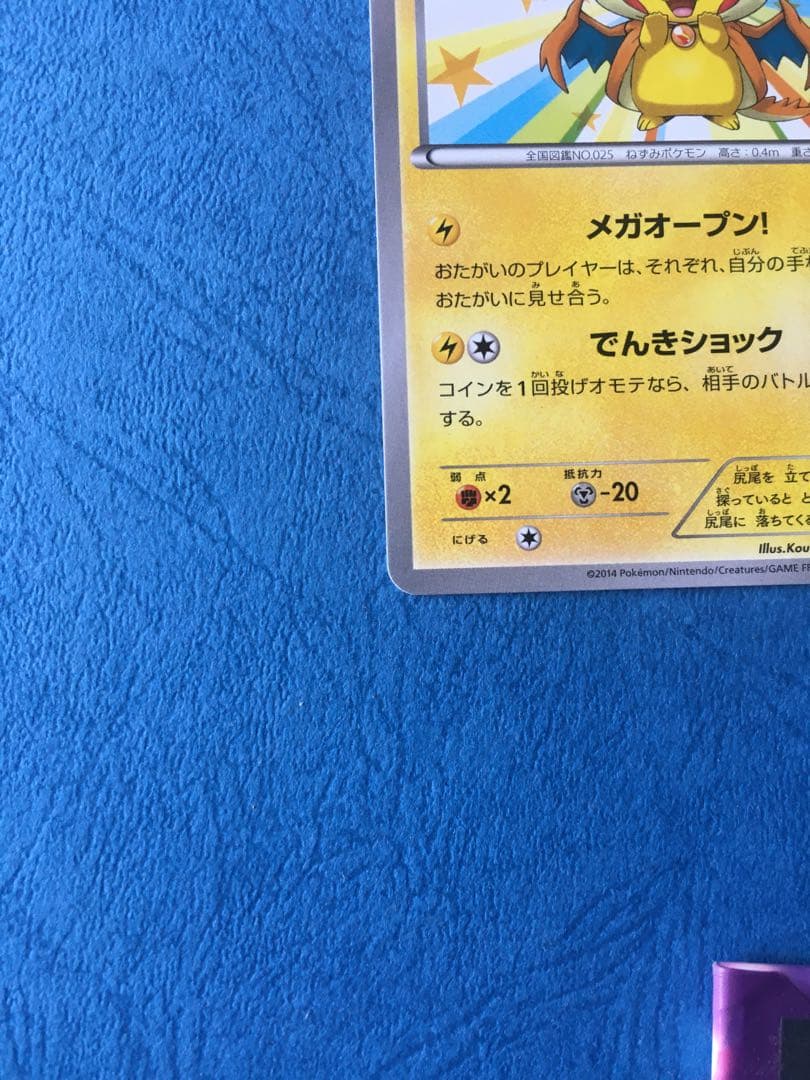 全国図鑑NO.025 ねずみポケモン 高さ:0.4m 重さ
メガオープン!
おたがいのプレイヤーは、それぞれ、自分の手
おたがいに見せ合う。
でんきショック
コインを1回投げオモテなら、相手のバトル
する。
弱点 抵抗力
×2 -20
にげる
尻尾を 立て
探っていると と
尻尾に 落ちてくる
Illus.Kou
©2014 Pokémon/Nintendo/Creatures/GAME FR